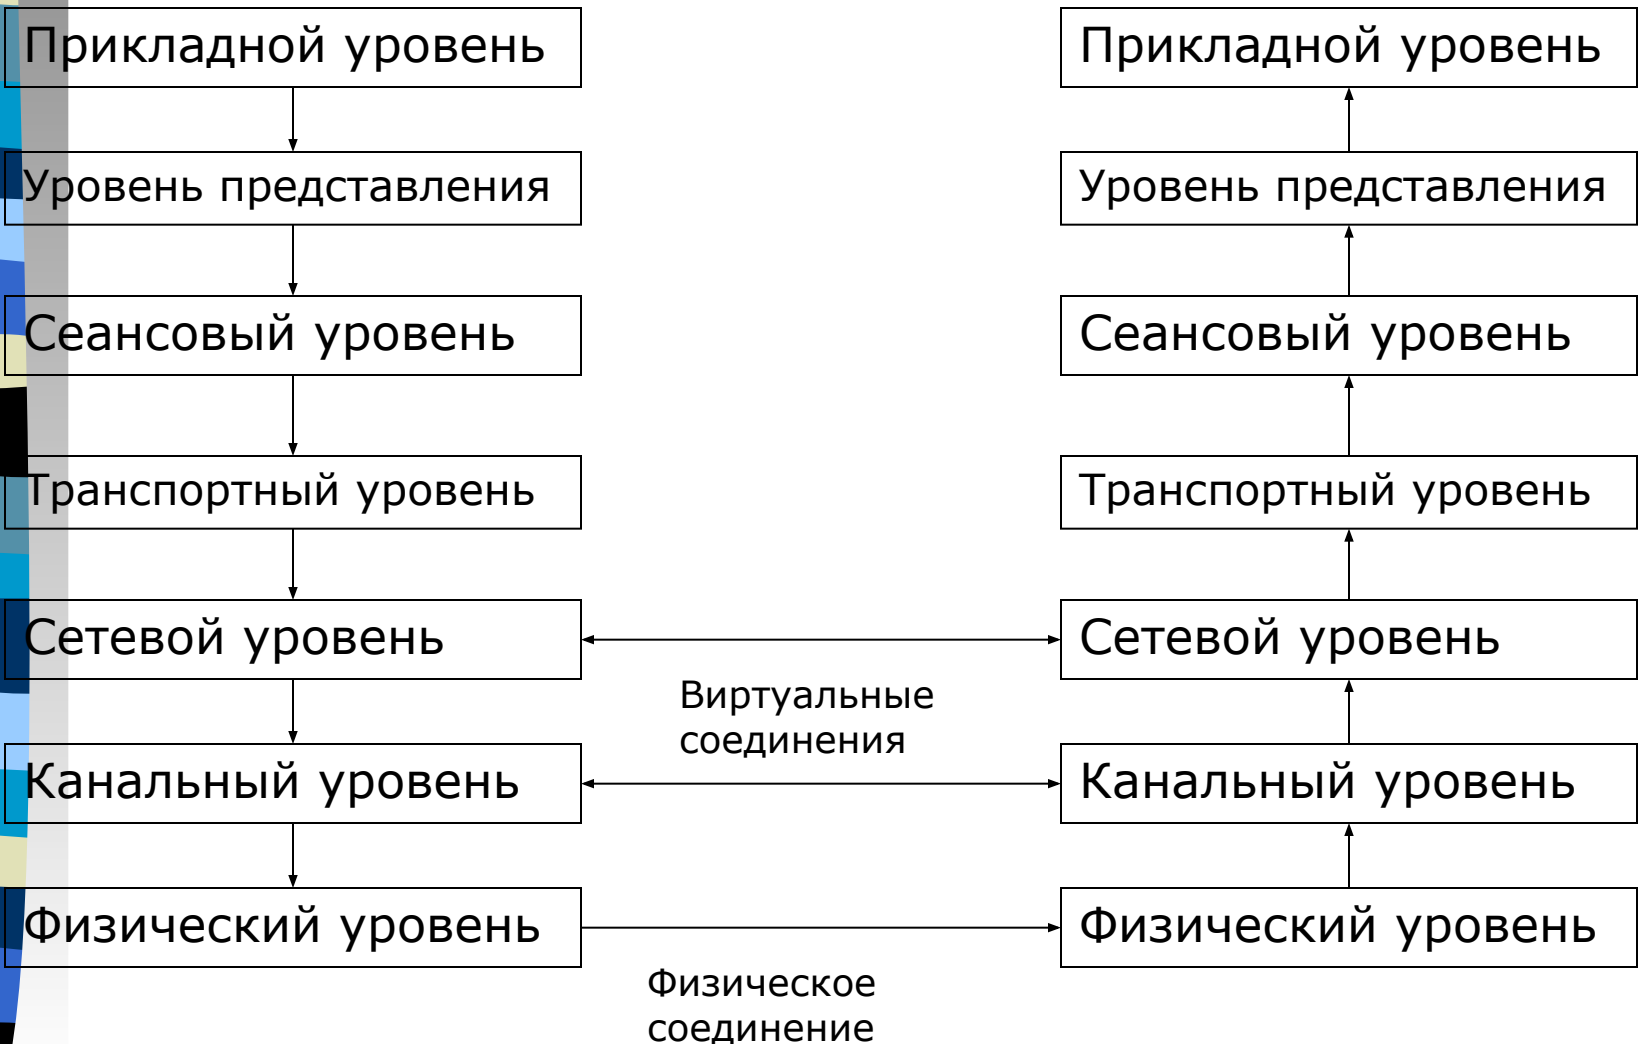 Прикладной уровень
Прикладной уровень
Уровень представления
Уровень представления
Сеансовый уровень
Сеансовый уровень
Транспортный уровень
Транспортный уровень
Сетевой уровень
Сетевой уровень
Виртуальные
соединения
Канальный уровень
Канальный уровень
Физический уровень
Физический уровень
Физическое
соединение